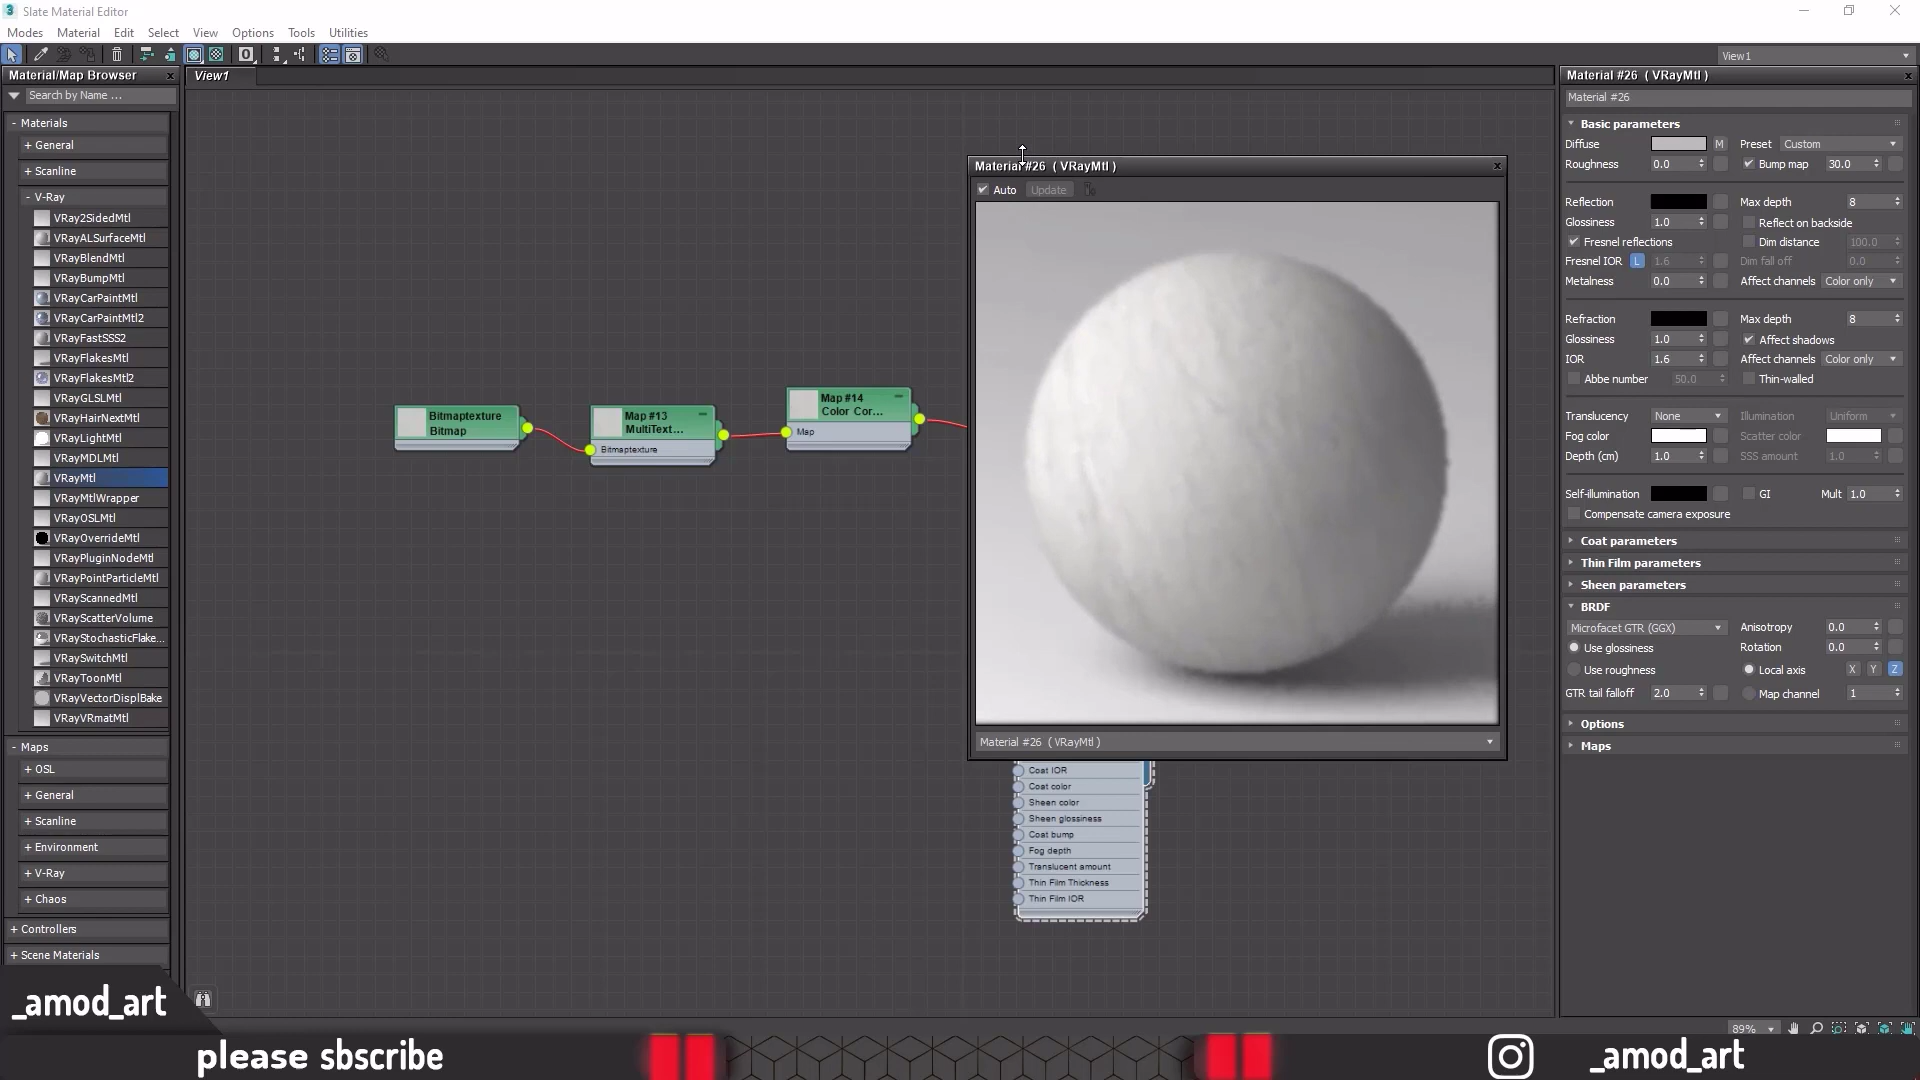 Slate Material Editor
Modes Material Edit Select View Options Tools Utilities
View1
Material/Map Browser
Search by Name ...
- Materials
+ General
+ Scanline
- V-Ray
VRay2SidedMtl
VRayALSurfaceMtl
VRayBlendMtl
VRayBumpMtl
VRayCarPaintMtl
VRayCarPaintMtl2
VRayFastSSS2
VRayFlakesMtl
VRayFlakesMtl2
VRayGLSLMtl
VRayHairNextMtl
VRayLightMtl
VRayMDLMtl
VRayMtl
VRayMtlWrapper
VRayOSLMtl
VRayOverrideMtl
VRayPluginNodeMtl
VRayPointParticleMtl
VRayScannedMtl
VRayScatterVolume
VRayStochasticFlake...
VRaySwitchMtl
VRayToonMtl
VRayVectorDisplBake
VRayVRmatMtl
- Maps
+ OSL
+ General
+ Scanline
+ Environment
+ V-Ray
+ Chaos
+ Controllers
+ Scene Materials
View1
Bitmaptexture
Bitmap
Map #13
MultiText...
Bitmaptexture
Map #14
Color Cor...
Map
Material #26 ( VRayMtl )
Auto Update
Material #26 ( VRayMtl )
Coat IOR
Coat color
Sheen color
Sheen glossiness
Coat bump
Fog depth
Translucent amount
Thin Film Thickness
Thin Film IOR
Material #26 ( VRayMtl )
Material #26
Basic parameters
Diffuse M Preset Custom
Roughness 0.0 Bump map 30.0
Reflection Max depth 8
Glossiness 1.0 Reflect on backside
Fresnel reflections Dim distance 100.0
Fresnel IOR L 1.6 Dim fall off 0.0
Metalness 0.0 Affect channels Color only
Refraction Max depth 8
Glossiness 1.0 Affect shadows
IOR 1.6 Affect channels Color only
Abbe number 50.0 Thin-walled
Translucency None Illumination Uniform
Fog color Scatter color
Depth (cm) 1.0 SSS amount 1.0
Self-illumination GI Mult 1.0
Compensate camera exposure
Coat parameters
Thin Film parameters
Sheen parameters
BRDF
Microfacet GTR (GGX) Anisotropy 0.0
Use glossiness Rotation 0.0
Use roughness Local axis X Y Z
GTR tail falloff 2.0 Map channel 1
Options
Maps
89%
_amod_art
please sbscribe
_amod_art